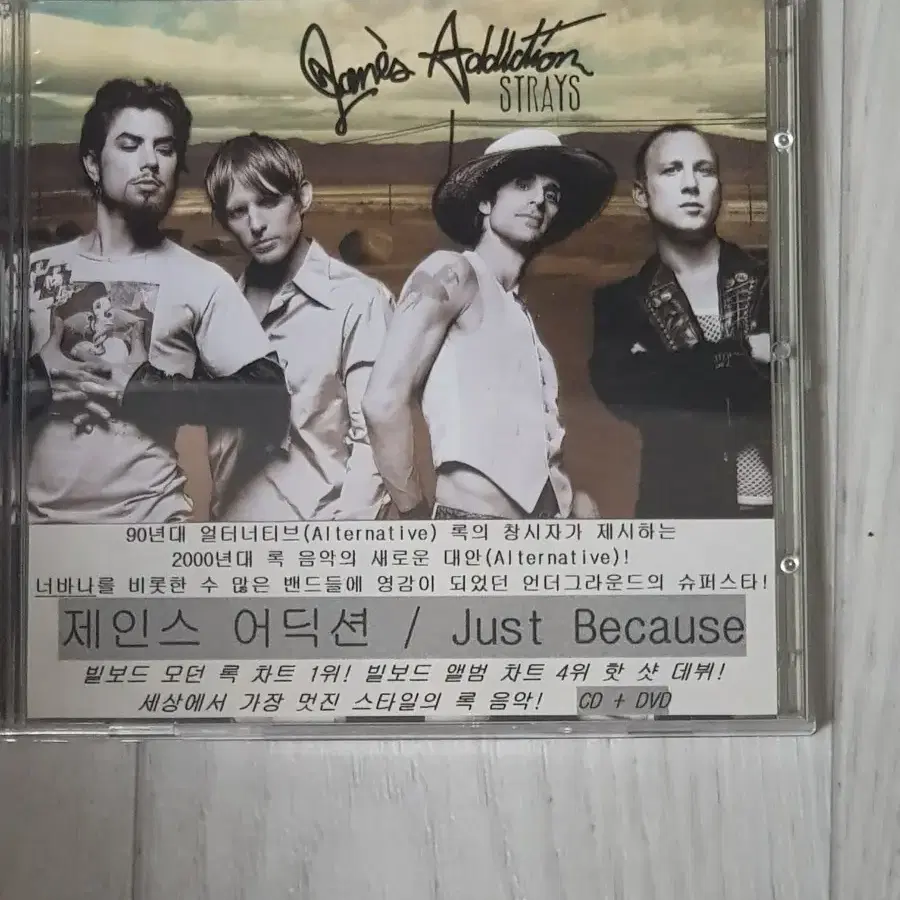 Jane's Addiction
STRAYS
90년대 얼터너티브(Alternative) 록의 창시자가 제시하는
2000년대 록 음악의 새로운 대안(Alternative)!
너바나를 비롯한 수 많은 밴드들에 영감이 되었던 언더그라운드의 슈퍼스타!
제인스 어딕션 / Just Because
빌보드 모던 록 차트 1위! 빌보드 앨범 차트 4위 핫 샷 데뷔!
세상에서 가장 멋진 스타일의 록 음악! CD + DVD